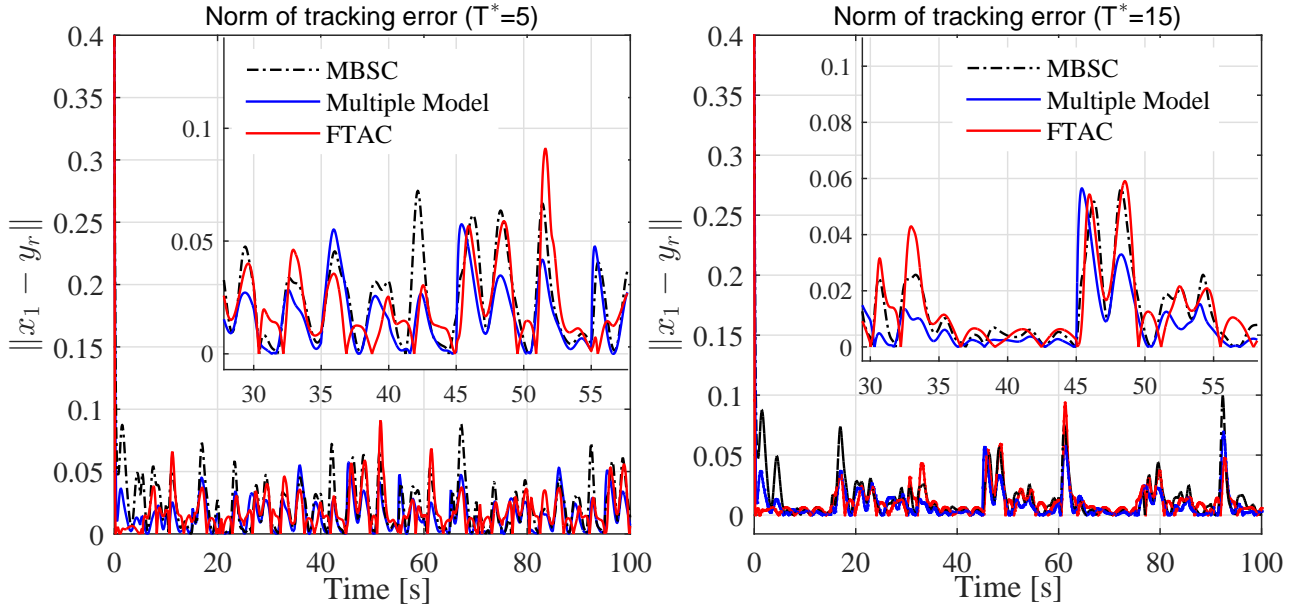 Norm of tracking error (T*=5)
||x1 − yr||
0.4
0.35
0.3
0.25
0.2
0.15
0.1
0.05
0
MBSC
Multiple Model
FTAC
0.1
0.05
0
30 35 40 45 50 55
0 20 40 60 80 100
Time [s]
Norm of tracking error (T*=15)
||x1 − yr||
0.4
0.35
0.3
0.25
0.2
0.15
0.1
0.05
0
MBSC
Multiple Model
FTAC
0.1
0.08
0.06
0.04
0.02
0
30 35 40 45 50 55
0 20 40 60 80 100
Time [s]